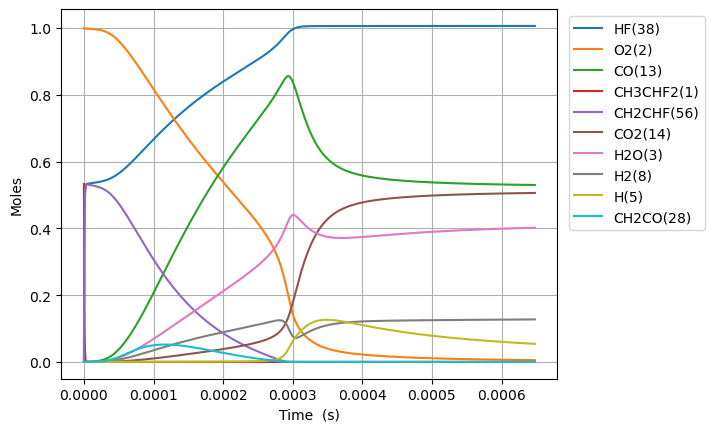 1.0
0.8
0.6
0.4
0.2
0.0
Moles
0.0000 0.0001 0.0002 0.0003 0.0004 0.0005 0.0006
Time (s)
HF(38)
O2(2)
CO(13)
CH3CHF2(1)
CH2CHF(56)
CO2(14)
H2O(3)
H2(8)
H(5)
CH2CO(28)